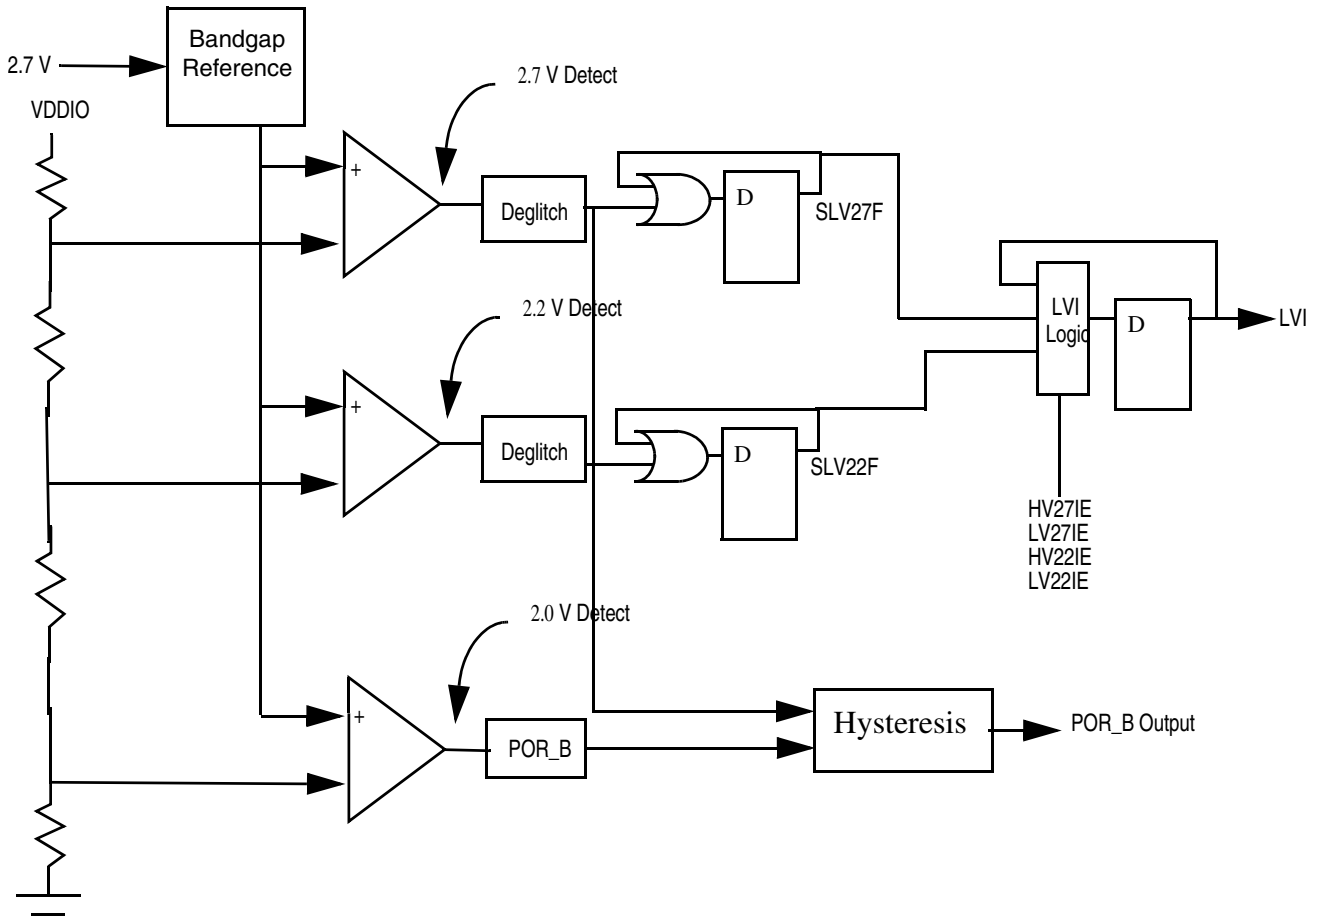 Bandgap
Reference
2.7 V
VDDIO
2.7 V Detect
+
Deglitch
D
SLV27F
2.2 V Detect
LVI
Logic
D
LVI
+
Deglitch
D
SLV22F
HV27IE
LV27IE
HV22IE
LV22IE
2.0 V Detect
+
POR_B
Hysteresis
POR_B Output